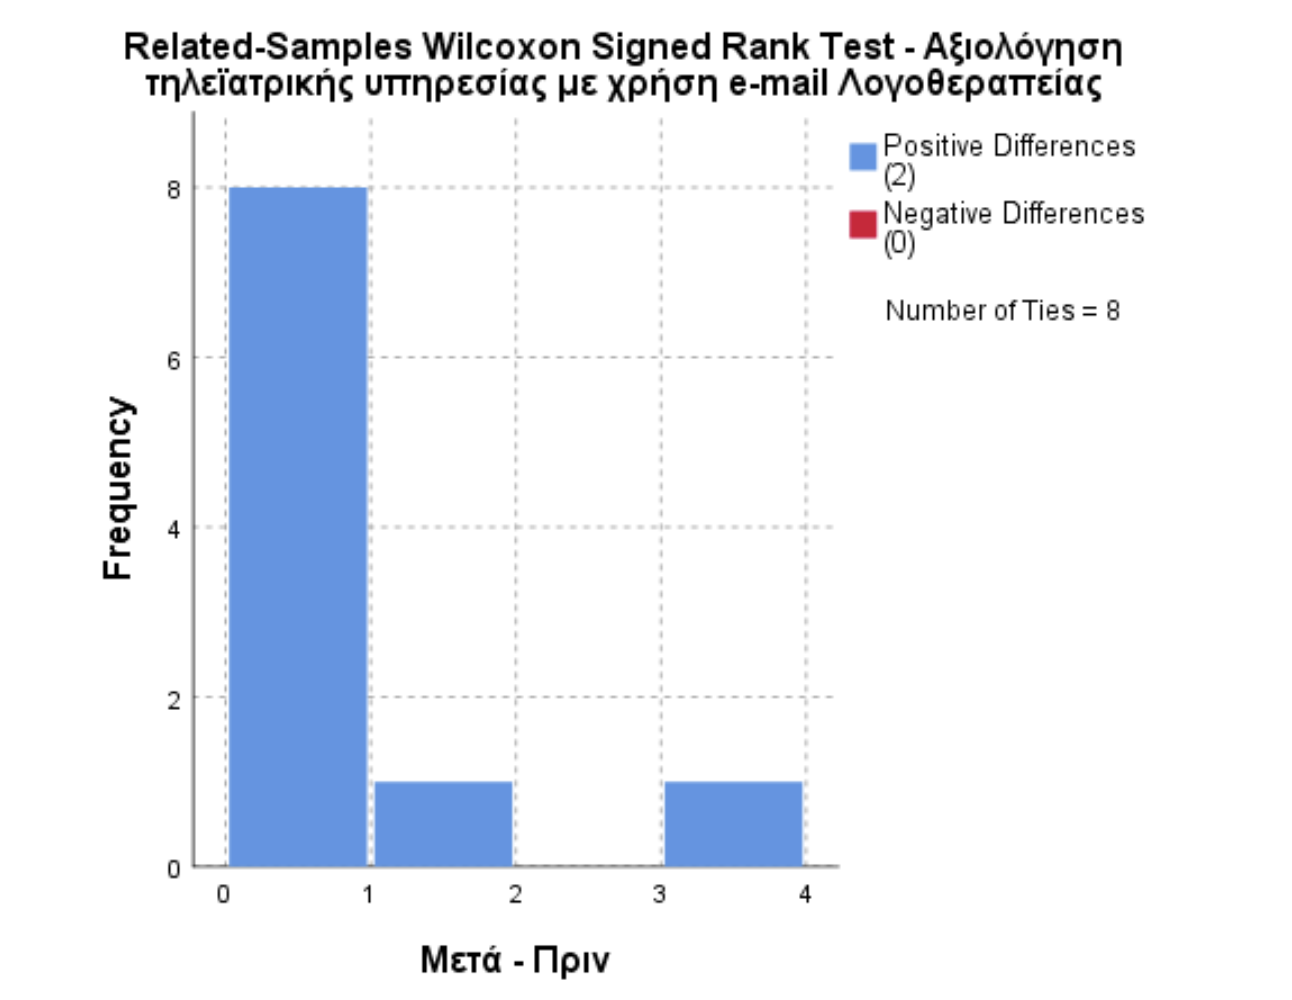 Related-Samples Wilcoxon Signed Rank Test - Αξιολόγηση
τηλεϊατρικής υπηρεσίας με χρήση e-mail Λογοθεραπείας
Positive Differences
(2)
Negative Differences
(0)
Number of Ties = 8
Frequency
8
6
4
2
0
0 1 2 3 4
Μετά - Πριν